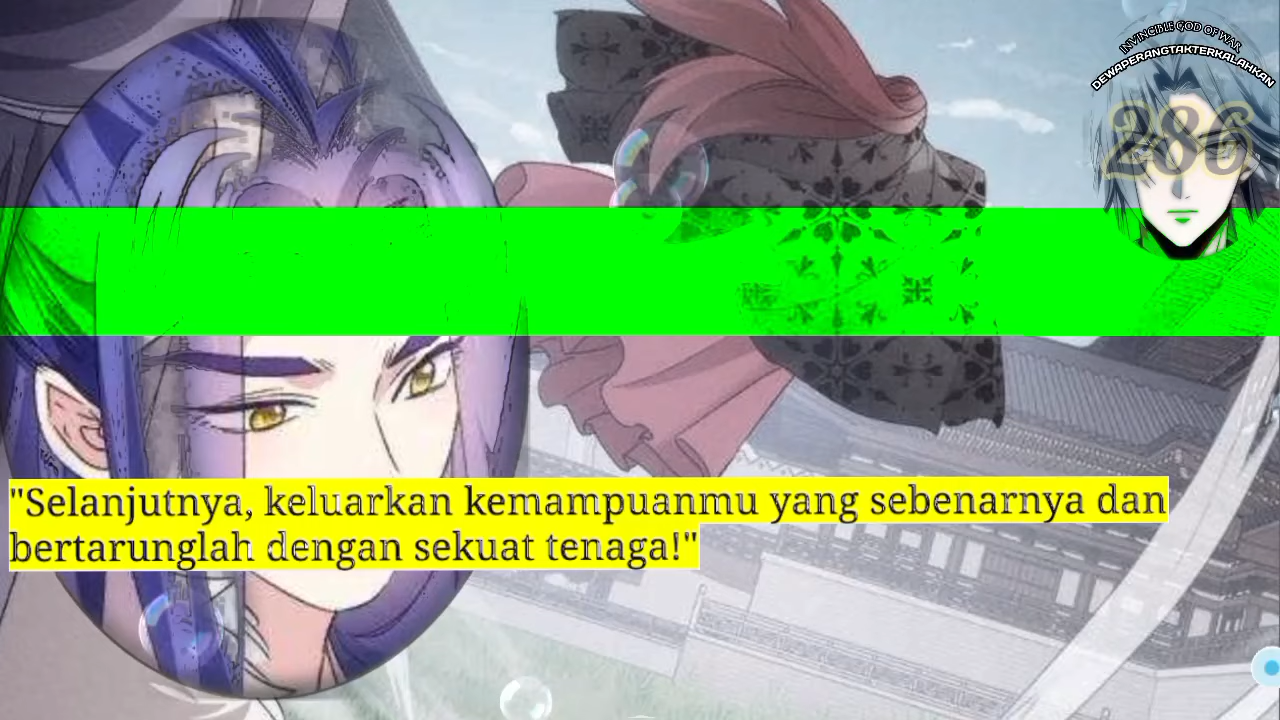 INVINCIBLE GOD OF WAR
DEWAPERANGTAKTERKALAHKAN
286
"Selanjutnya, keluarkan kemampuanmu yang sebenarnya dan
bertarunglah dengan sekuat tenaga!"